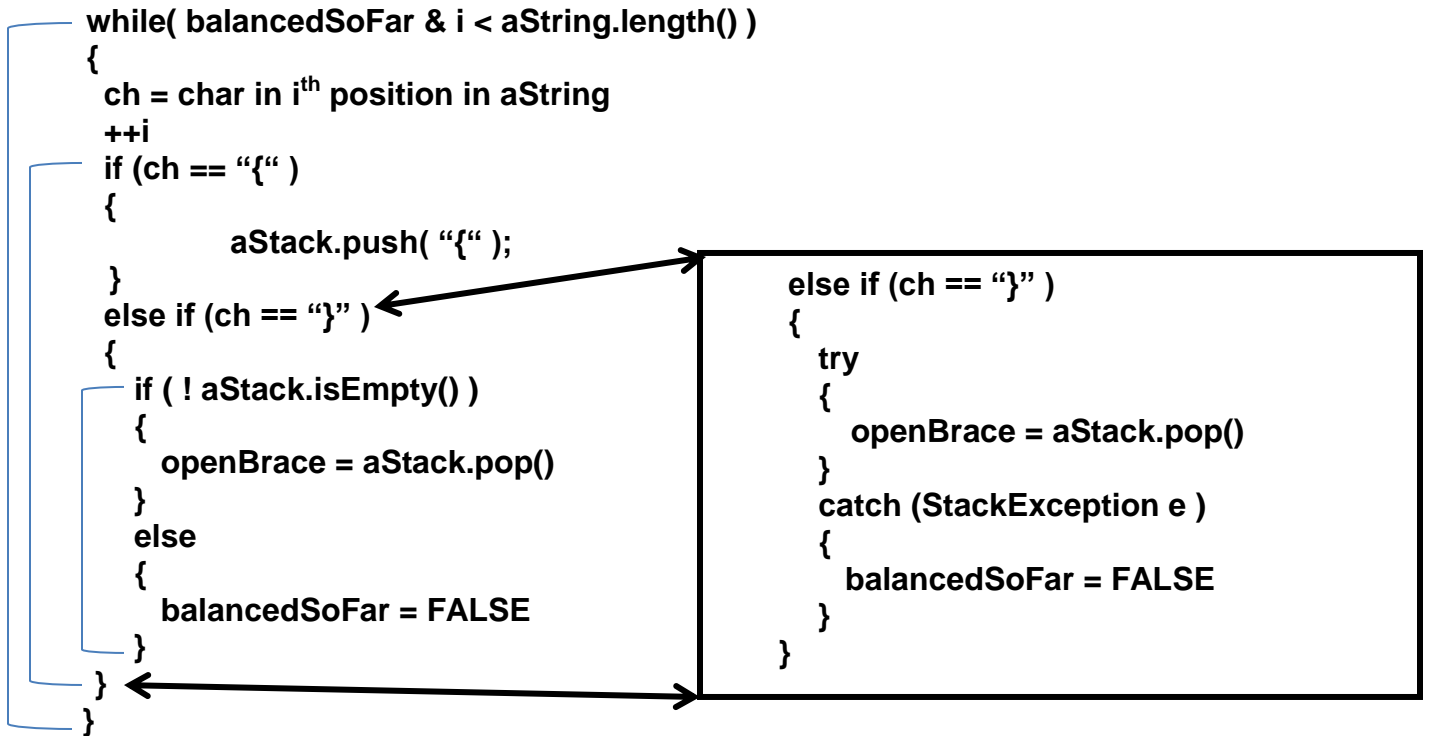 while( balancedSoFar & i < aString.length() )
{
ch = char in ith position in aString
++i
if (ch == “{“ )
{
aStack.push( “{“ );
}
else if (ch == “}” )
{
if ( ! aStack.isEmpty() )
{
openBrace = aStack.pop()
}
else
{
balancedSoFar = FALSE
}
}
}
else if (ch == “}” )
{
try
{
openBrace = aStack.pop()
}
catch (StackException e )
{
balancedSoFar = FALSE
}
}